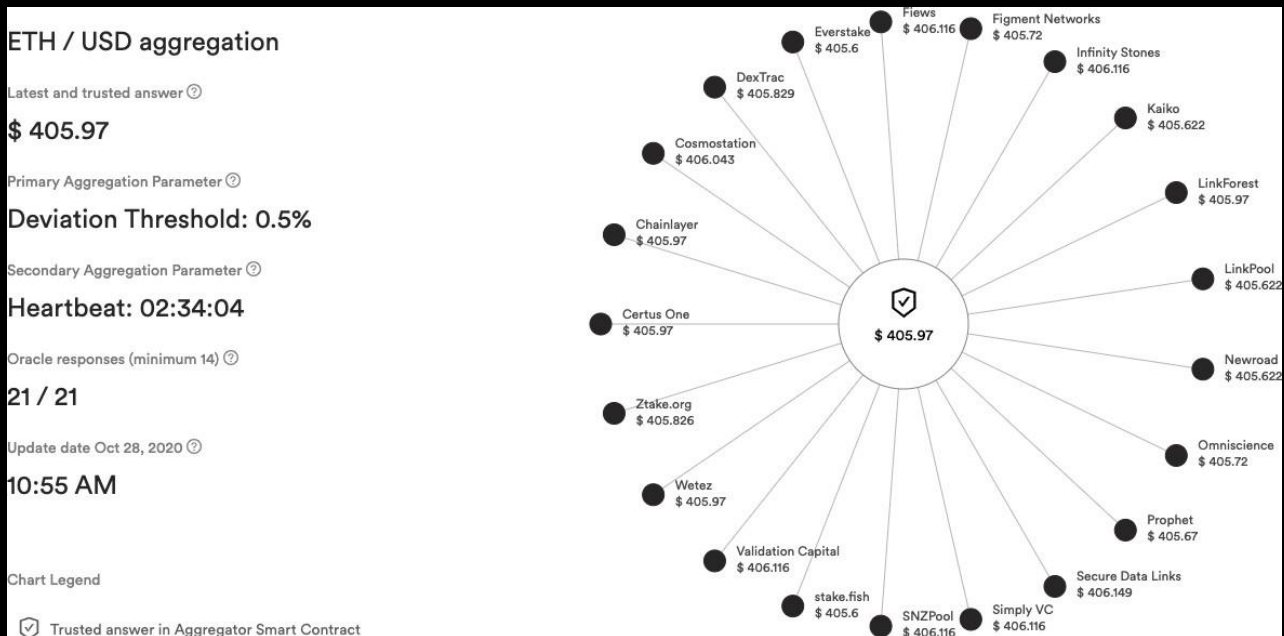 ETH / USD aggregation
Latest and trusted answer
$ 405.97
Primary Aggregation Parameter
Deviation Threshold: 0.5%
Secondary Aggregation Parameter
Heartbeat: 02:34:04
Oracle responses (minimum 14)
21 / 21
Update date Oct 28, 2020
10:55 AM
Chart Legend
Trusted answer in Aggregator Smart Contract
$ 405.97
Fiews
$ 406.116
Figment Networks
$ 405.72
Infinity Stones
$ 406.116
Kaiko
$ 405.622
LinkForest
$ 405.97
LinkPool
$ 405.622
Newroad
$ 405.622
Omniscience
$ 405.72
Prophet
$ 405.67
Secure Data Links
$ 406.149
Simply VC
$ 406.116
SNZPool
$ 406.116
stake.fish
$ 405.6
Validation Capital
$ 406.116
Wetez
$ 405.97
Ztake.org
$ 405.826
Certus One
$ 405.97
Chainlayer
$ 405.97
Cosmostation
$ 406.043
DexTrac
$ 405.829
Everstake
$ 405.6